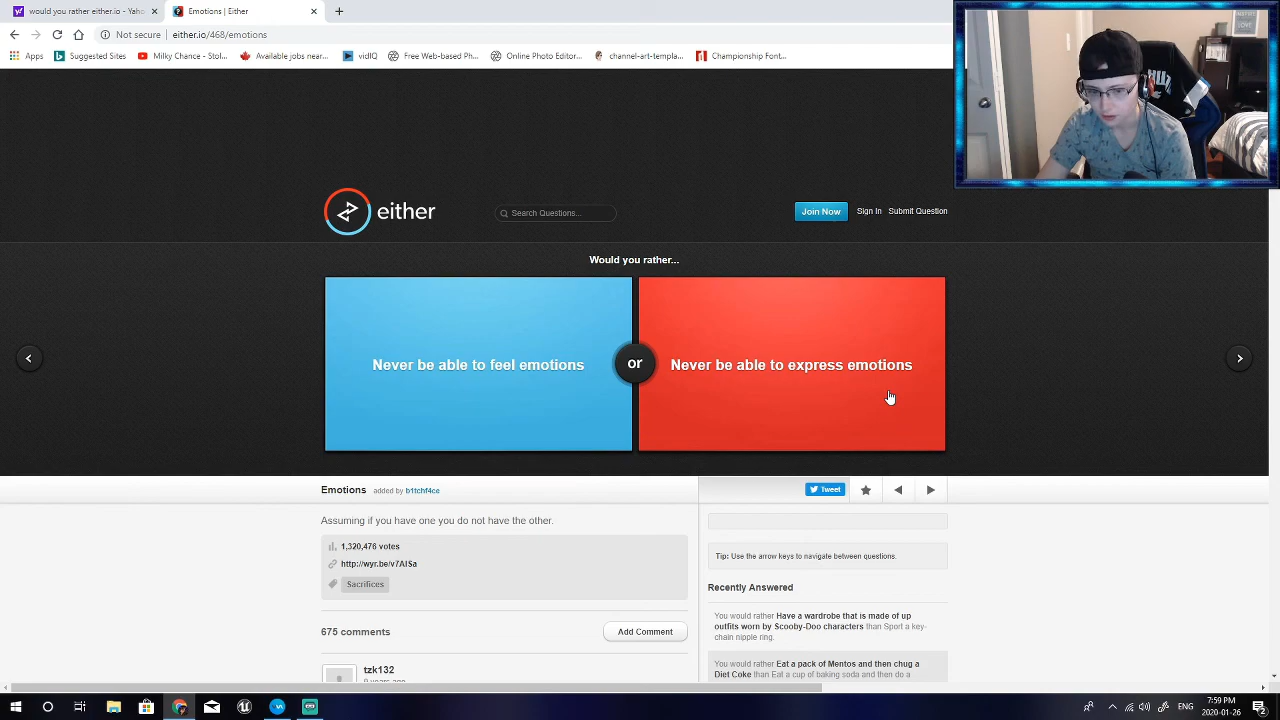 would you rather either.io - Yaho
Emotions | Either
Not secure | either.io/468/emotions
Apps
Suggested Sites
Milky Chance - Stol...
Available jobs near...
vidIQ
Free Web-based Ph...
Online Photo Editor...
channel-art-templa...
Championship Font...
either
Search Questions...
Join Now
Sign In
Submit Question
Would you rather...
Never be able to feel emotions
or
Never be able to express emotions
Emotions added by b1tchf4ce
Tweet
Assuming if you have one you do not have the other.
1,320,476 votes
http://wyr.be/v7AISa
Sacrifices
Tip: Use the arrow keys to navigate between questions.
Recently Answered
You would rather Have a wardrobe that is made of up
outfits worn by Scooby-Doo characters than Sport a key-
chain nipple ring.
675 comments
Add Comment
You would rather Eat a pack of Mentos and then chug a
Diet Coke than Eat a cup of baking soda and then do a
tzk132
9 years ago
ENG
7:59 PM
2020-01-26
2